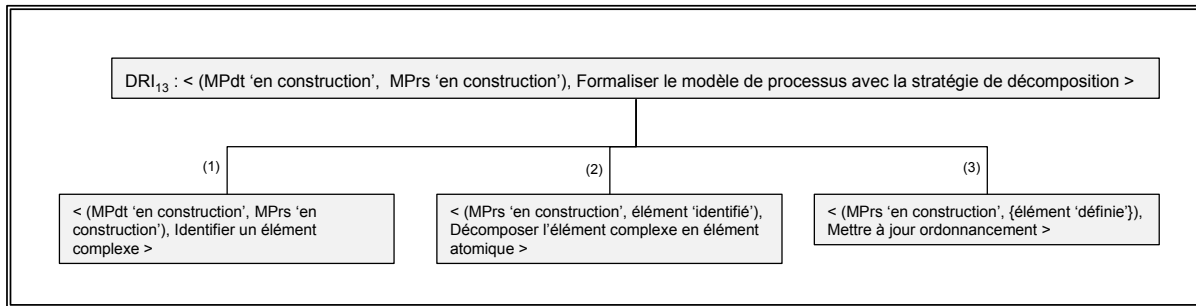 DRI13 : < (MPdt ‘en construction’, MPrs ‘en construction’), Formaliser le modèle de processus avec la stratégie de décomposition >
(1)
(2)
(3)
< (MPdt ‘en construction’, MPrs ‘en
construction’), Identifier un élément
complexe >
< (MPrs ‘en construction’, élément ‘identifié’),
Décomposer l’élément complexe en élément
atomique >
< (MPrs ‘en construction’, {élément ‘définie’}),
Mettre à jour ordonnancement >